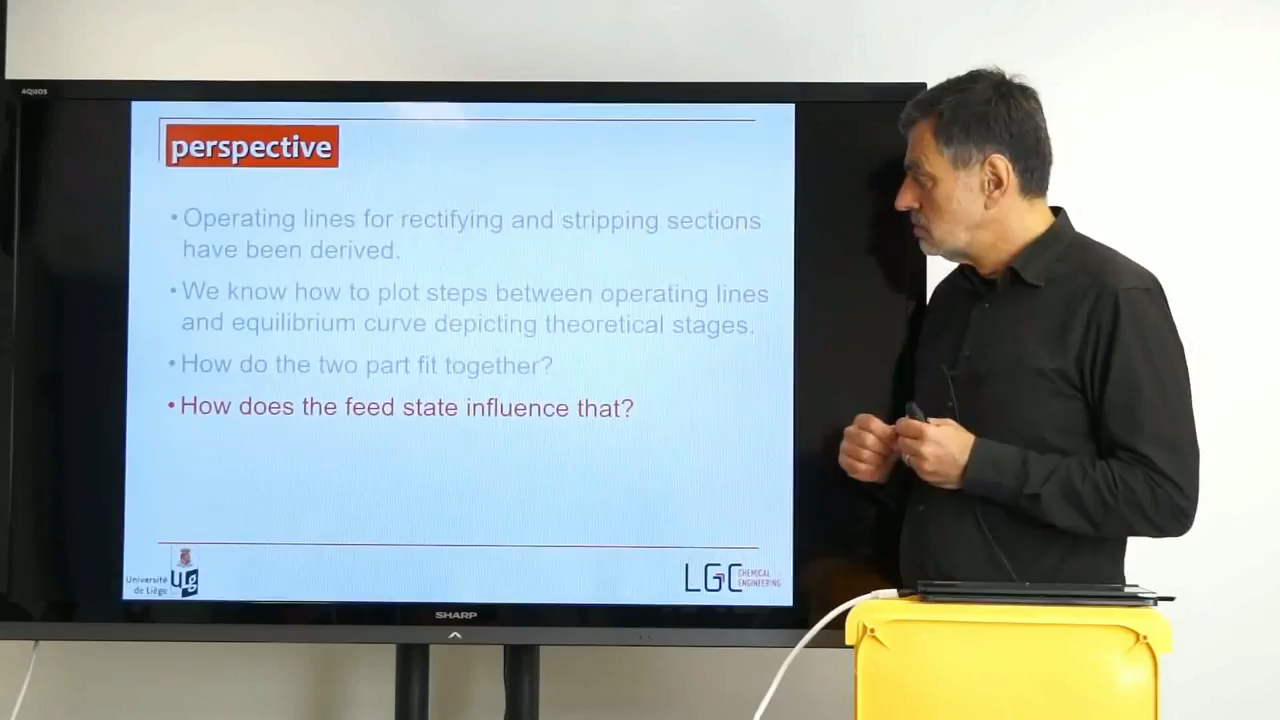 AQUOS
perspective
• Operating lines for rectifying and stripping sections
have been derived.
• We know how to plot steps between operating lines
and equilibrium curve depicting theoretical stages.
• How do the two part fit together?
• How does the feed state influence that?
Université
de Liège
ulg
LGC CHEMICAL
ENGINEERING
SHARP